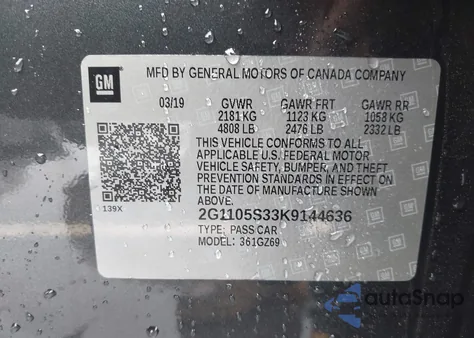 GM
MFD BY GENERAL MOTORS OF CANADA COMPANY
03/19 GVWR GAWR FRT GAWR RR
2181 KG 1123 KG 1058 KG
4808 LB 2476 LB 2332 LB
THIS VEHICLE CONFORMS TO ALL
APPLICABLE U.S. FEDERAL MOTOR
VEHICLE SAFETY, BUMPER, AND THEFT
PREVENTION STANDARDS IN EFFECT ON
THE DATE OF MANUFACTURE SHOWN
ABOVE.
139X
2G1105S33K9144636
TYPE: PASS CAR
MODEL: 361GZ69
autoSnap